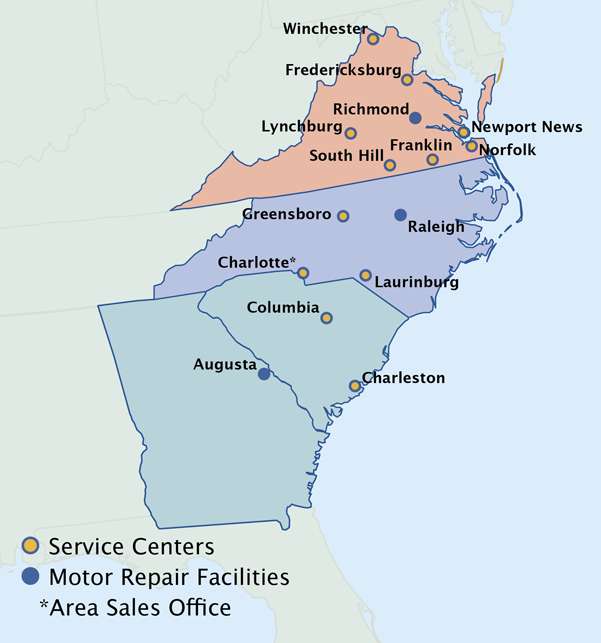 Winchester
Fredericksburg
Richmond
Lynchburg
Newport News
Franklin
Norfolk
South Hill
Greensboro
Raleigh
Charlotte*
Laurinburg
Columbia
Augusta
Charleston
Service Centers
Motor Repair Facilities
*Area Sales Office